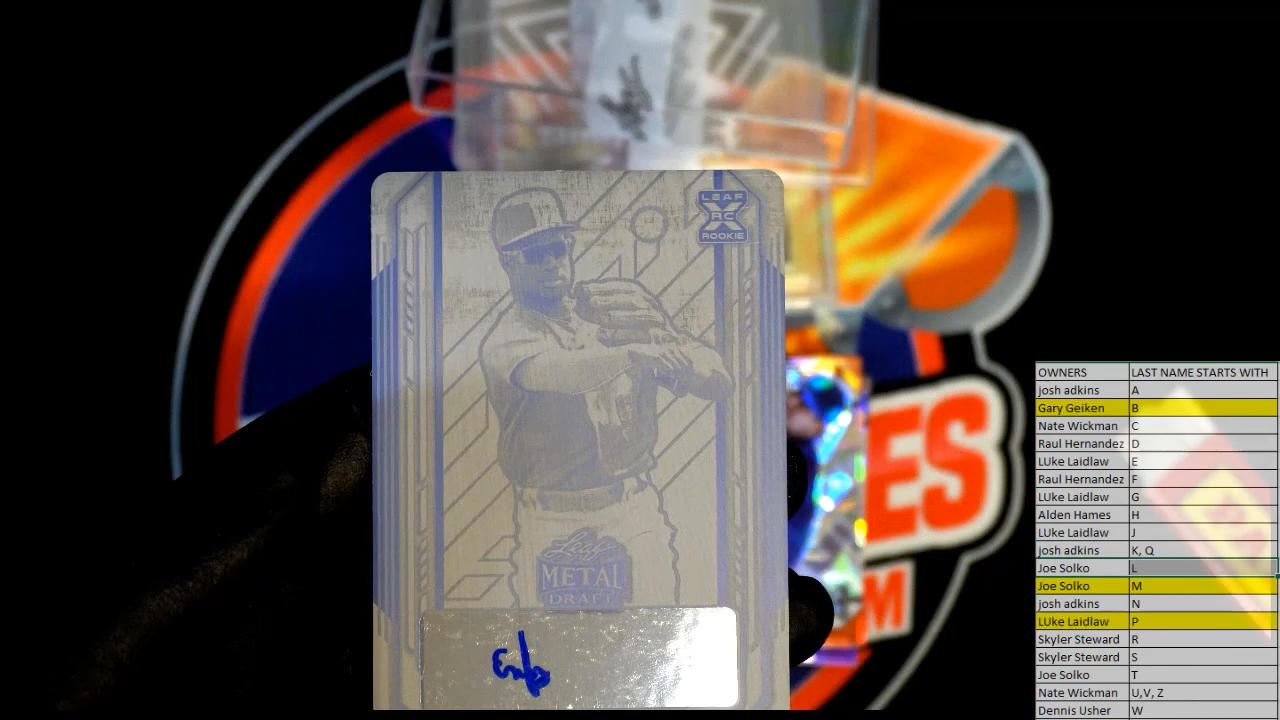 LEAF
RC
ROOKIE
Leaf
METAL
DRAFT
ES
M
OWNERS LAST NAME STARTS WITH
josh adkins A
Gary Geiken B
Nate Wickman C
Raul Hernandez D
LUke Laidlaw E
Raul Hernandez F
LUke Laidlaw G
Alden Hames H
LUke Laidlaw J
josh adkins K, Q
Joe Solko L
Joe Solko M
josh adkins N
LUke Laidlaw P
Skyler Steward R
Skyler Steward S
Joe Solko T
Nate Wickman U,V, Z
Dennis Usher W